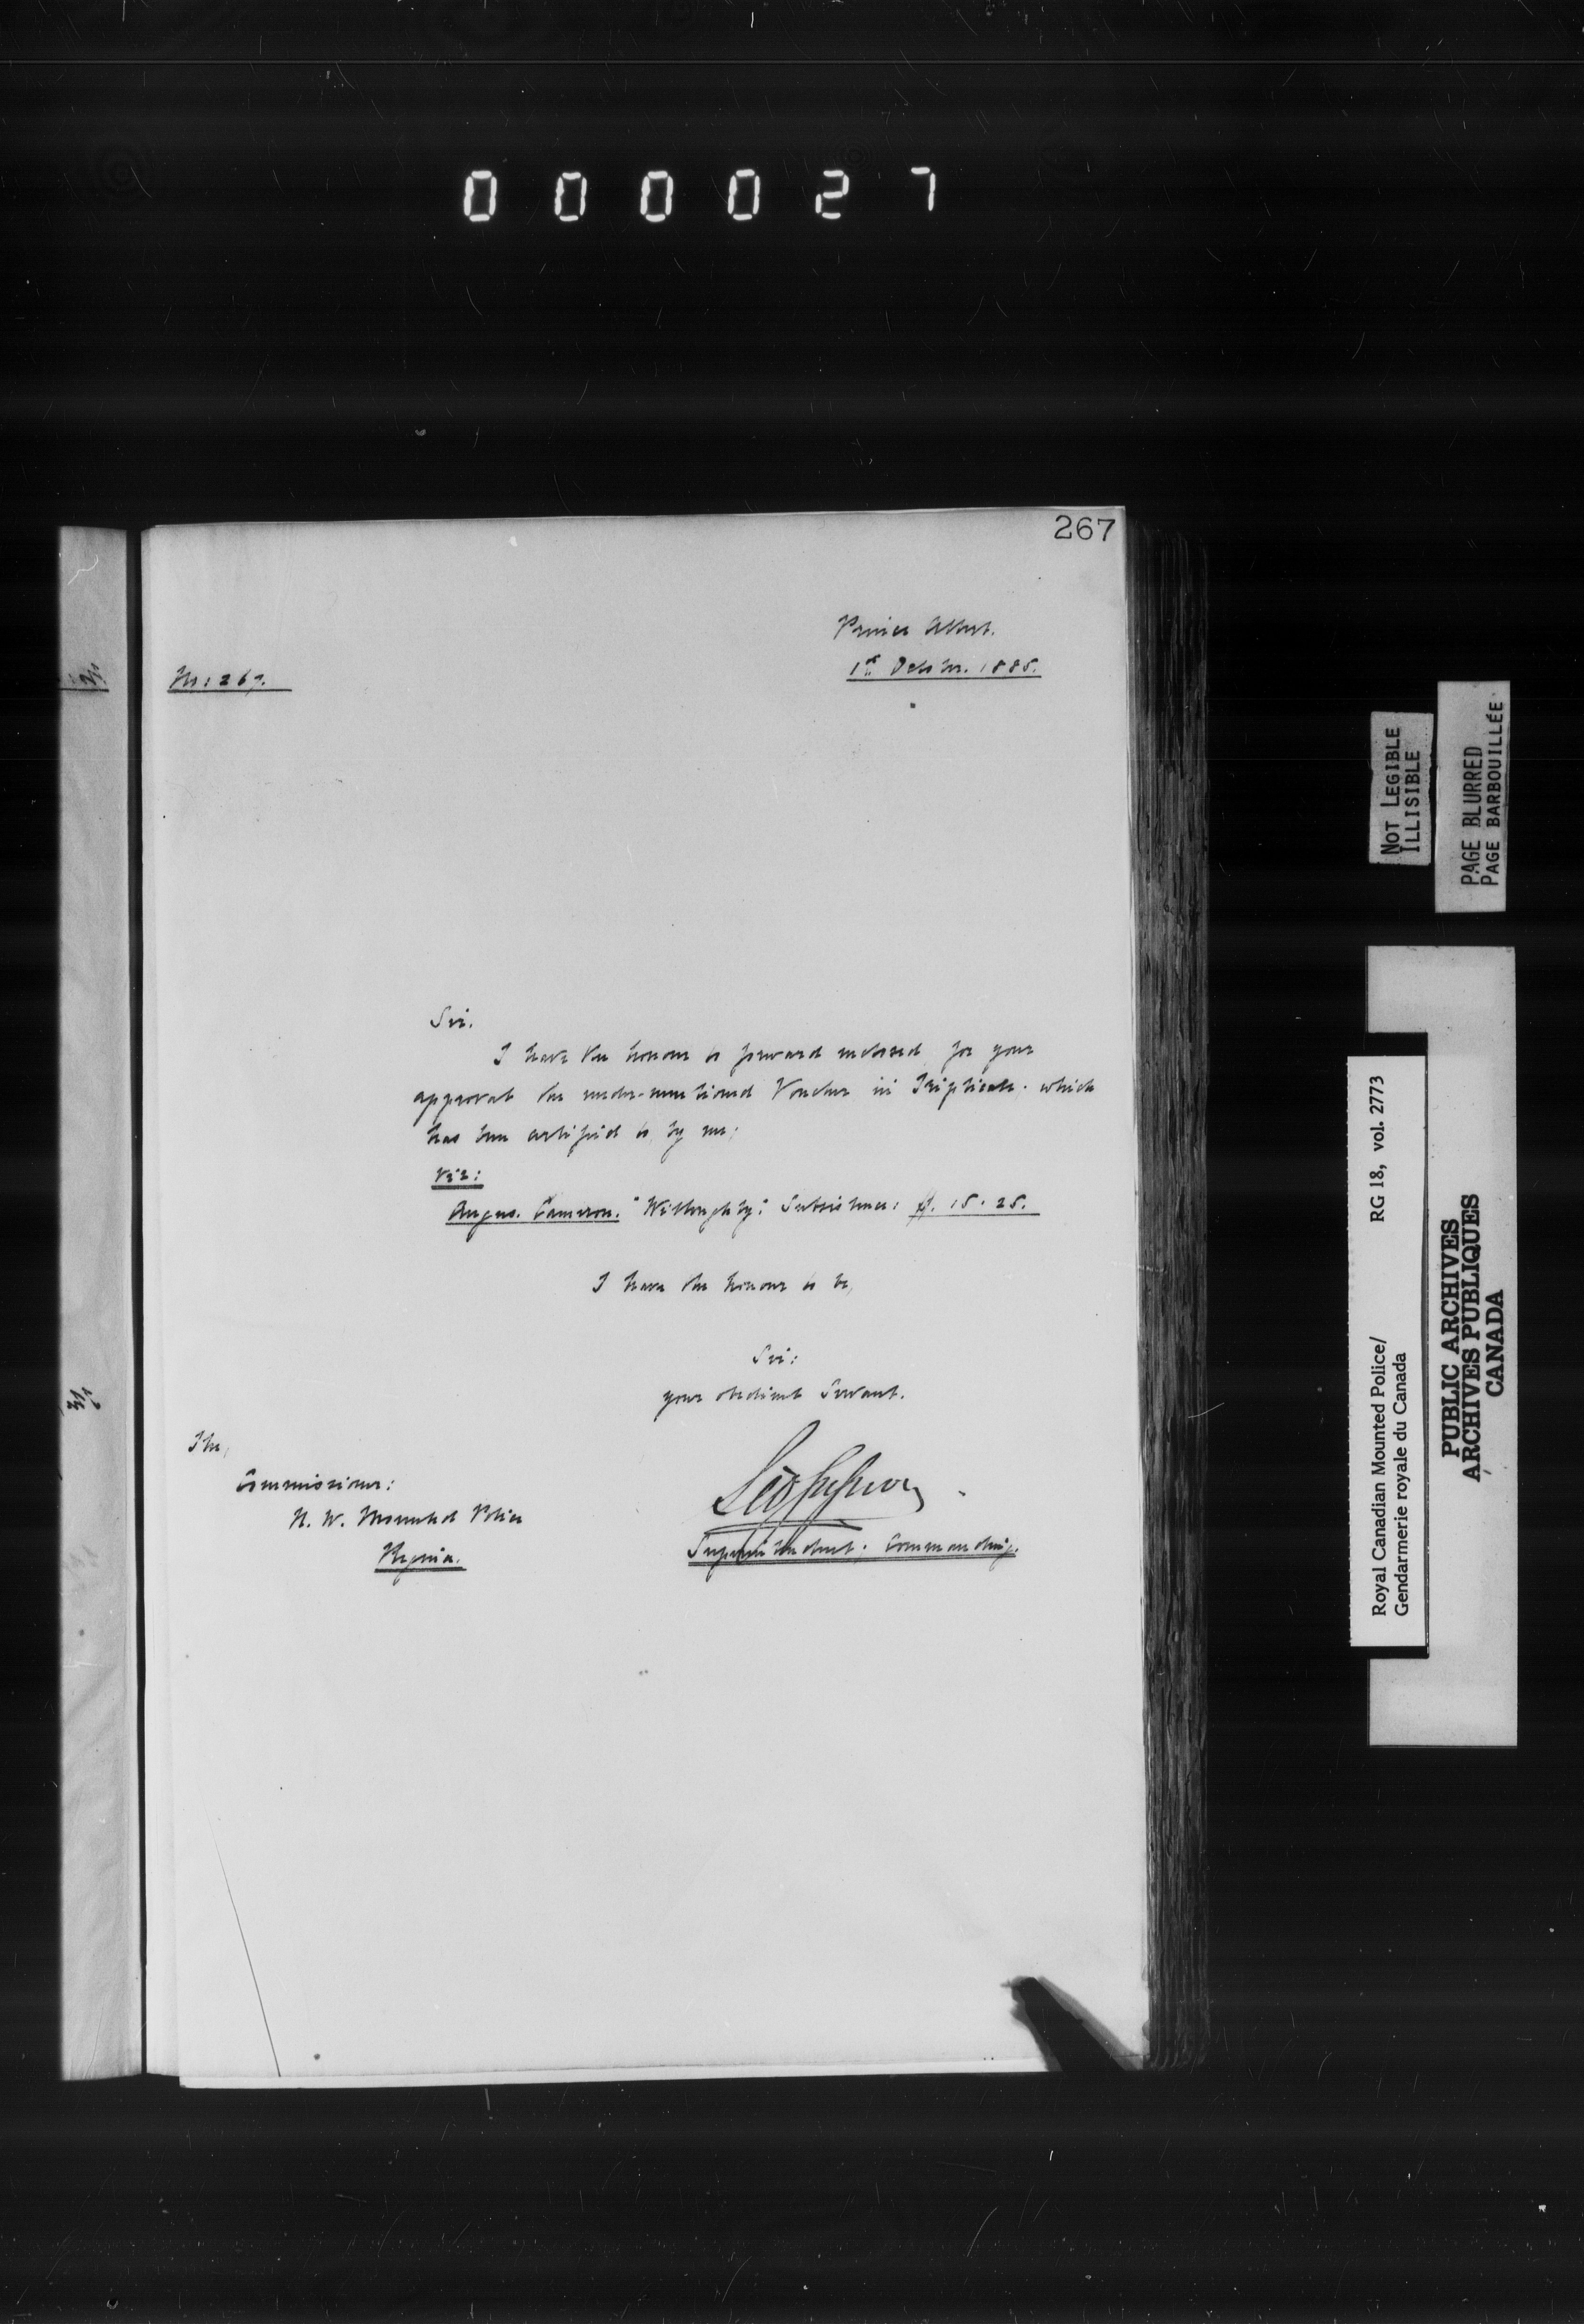 000027
267
Prince Albert.
1st October. 1885.
No: 267.
Sir.
I have the honour to forward inclosed, for your
approval the under-mentioned Voucher in Triplicate. which
has been certified to, by me;
Viz:
Angus. Cameron. "Willoughby": Subsistence: $. 15. 25.
I have the honour to be,
Sir:
your obedient Servant.
The,
Commissioner:
N. W. Mounted Police
Regina.
Superintendent. Commanding.
NOT LEGIBLE
ILLISIBLE
PAGE BLURRED
PAGE BARBOUILLÉE
Royal Canadian Mounted Police/ RG 18, vol. 2773
Gendarmerie royale du Canada
PUBLIC ARCHIVES
ARCHIVES PUBLIQUES
CANADA